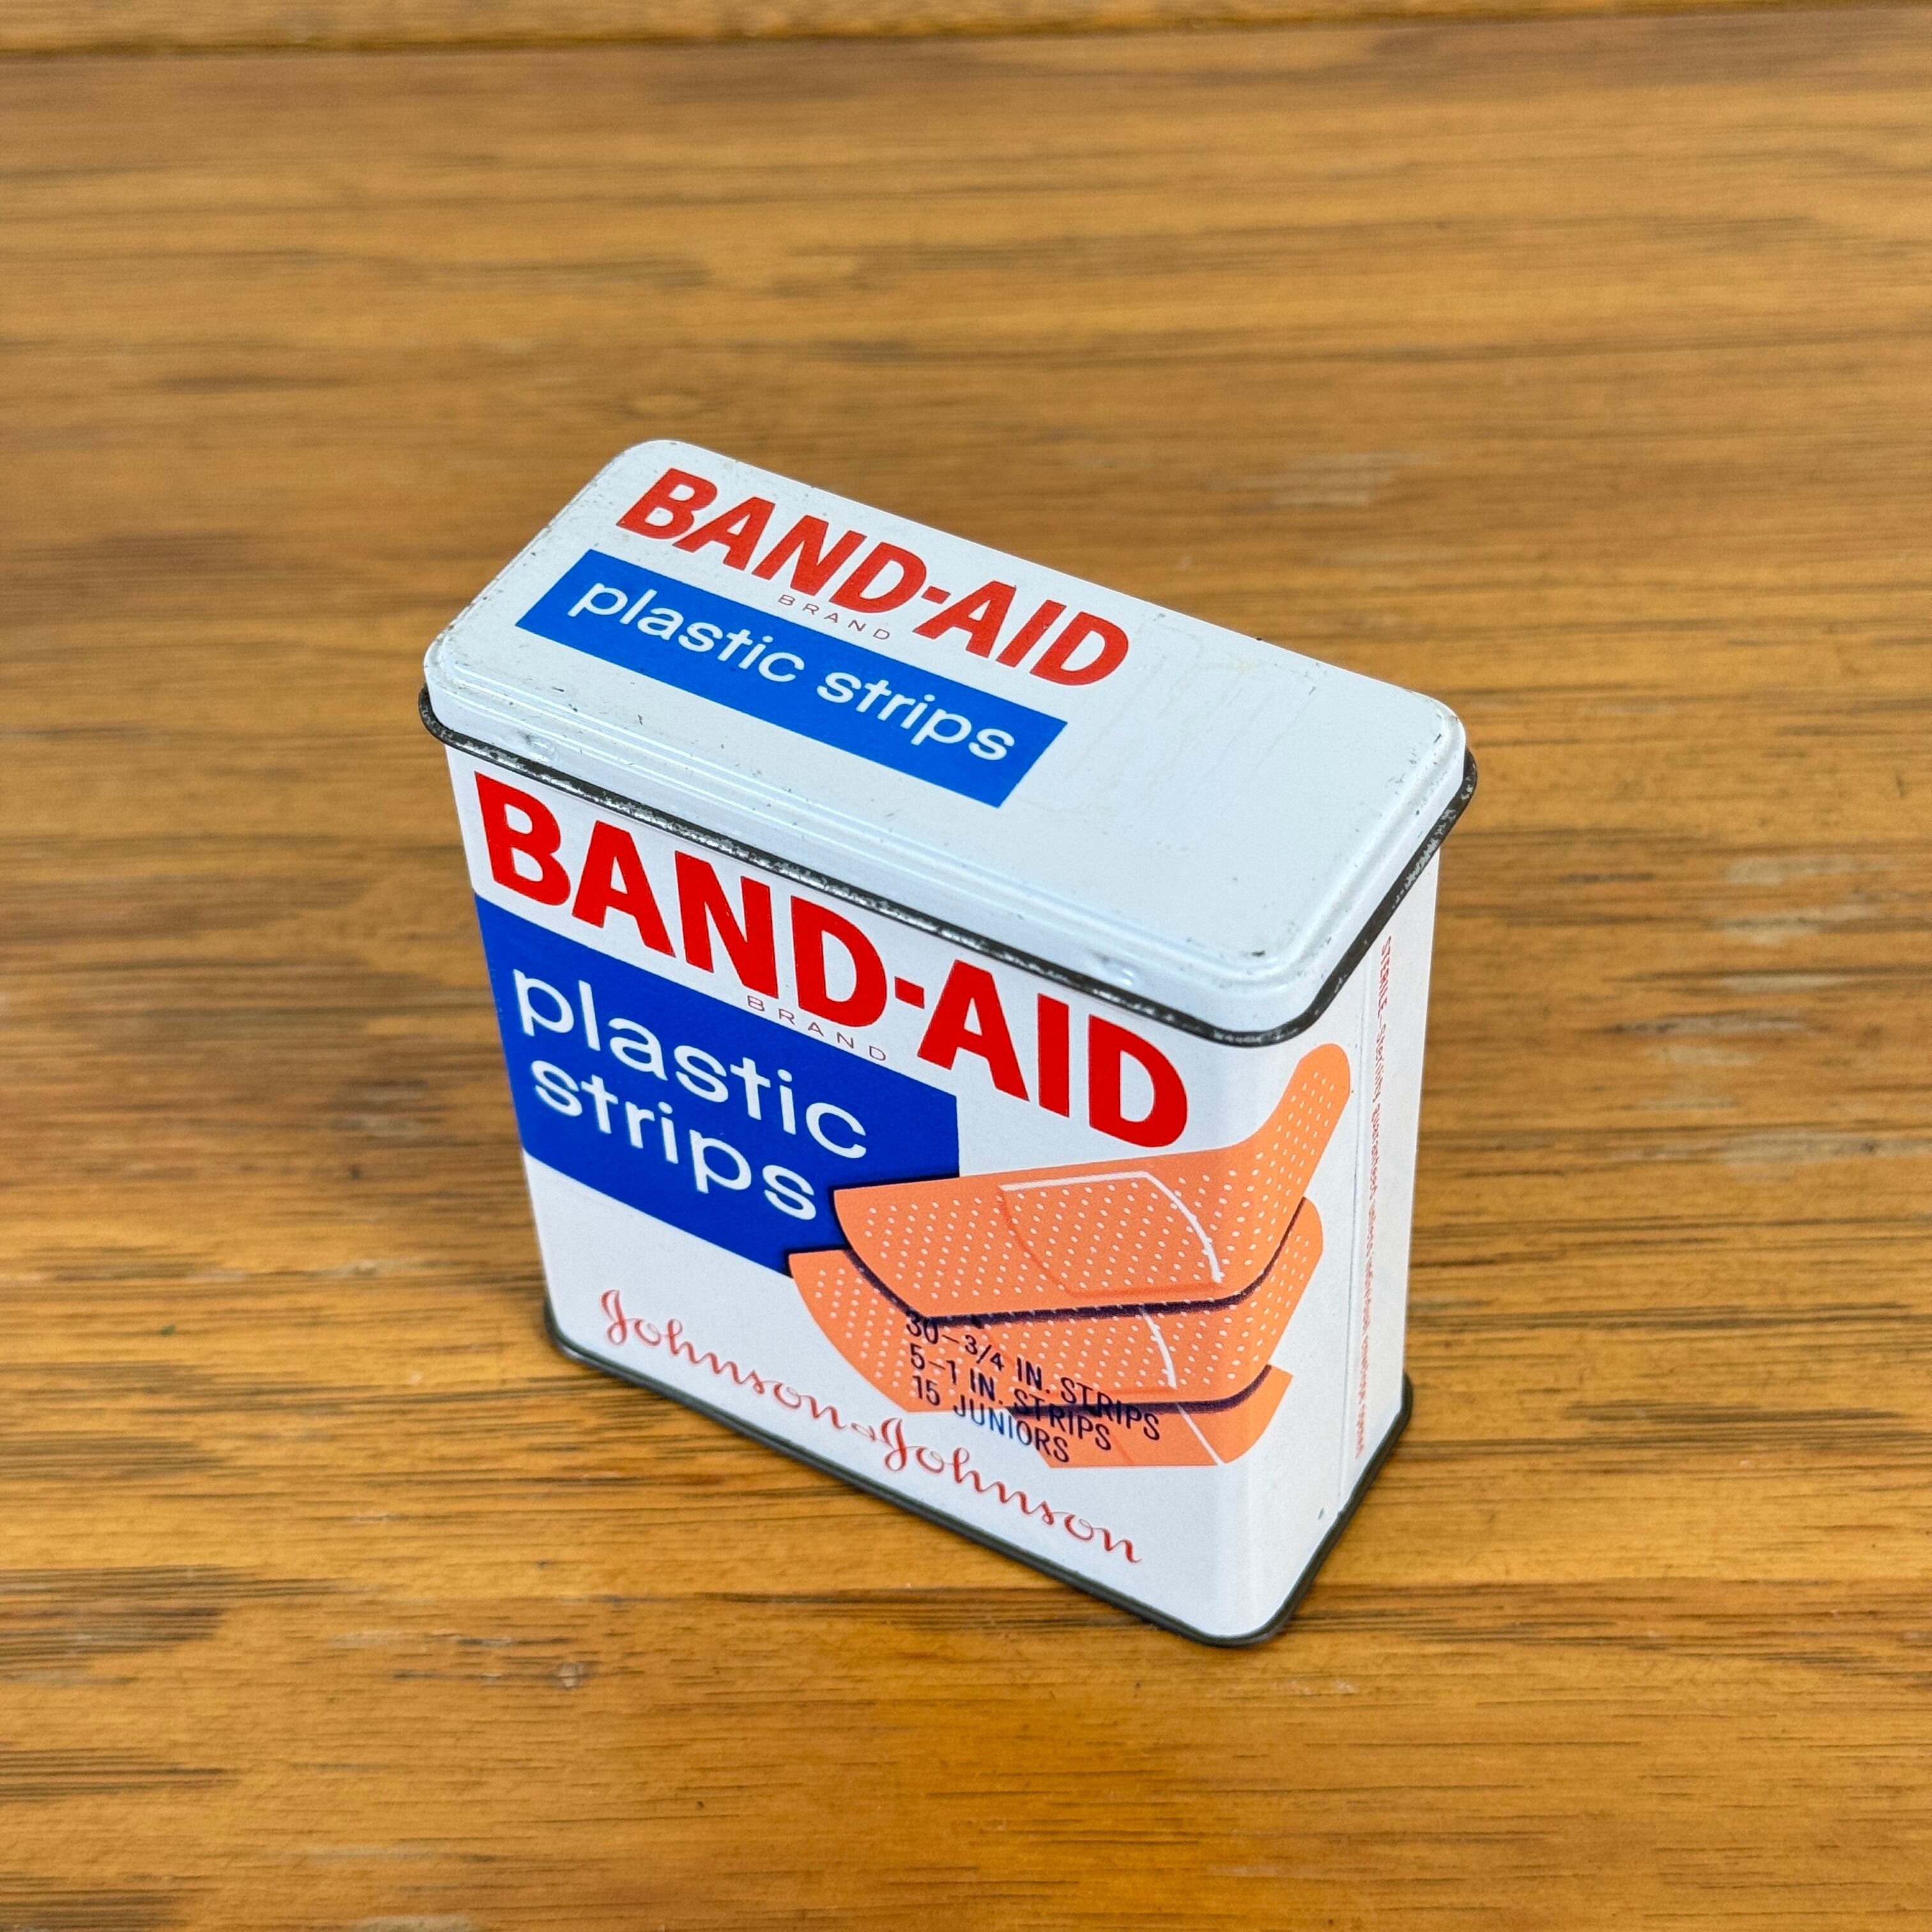 BAND-AID
BRAND
plastic strips
BAND-AID
BRAND
plastic
strips
30-3/4 IN. STRIPS
5-1 IN. STRIPS
15 JUNIORS
Johnson & Johnson